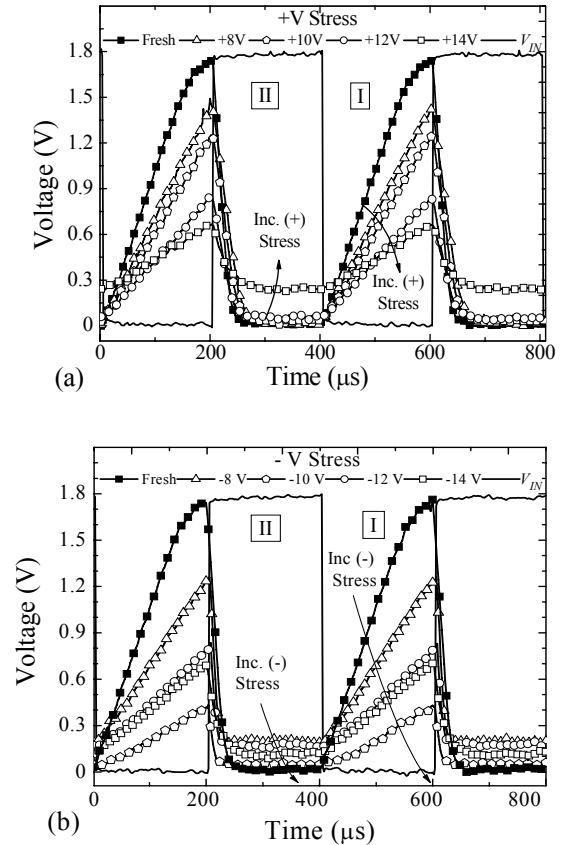 +V Stress
Fresh +8V +10V +12V +14V V_IN
1.8
1.5
1.2
0.9
0.6
0.3
0
Voltage (V)
II
I
Inc. (+)
Stress
Inc. (+)
Stress
0 200 400 600 800
Time (μs)
(a)
- V Stress
Fresh -8 V -10 V -12 V -14 V V_IN
1.8
1.5
1.2
0.9
0.6
0.3
0
Voltage (V)
II
I
Inc (-)
Stress
Inc. (-)
Stress
0 200 400 600 800
Time (μs)
(b)